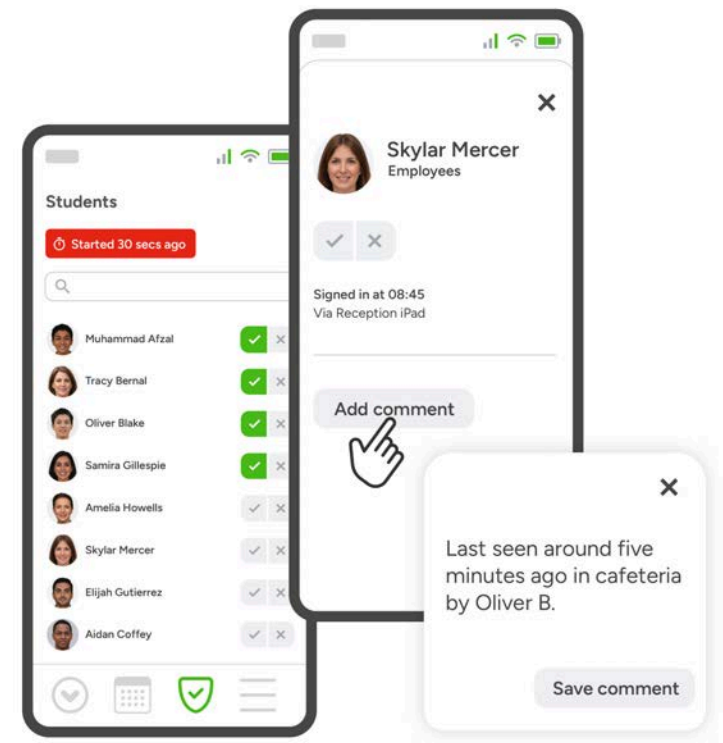 Students
Started 30 secs ago
Muhammad Afzal
Tracy Bernal
Oliver Blake
Samira Gillespie
Amelia Howells
Skylar Mercer
Elijah Gutierrez
Aidan Coffey
Skylar Mercer
Employees
Signed in at 08:45
Via Reception iPad
Add comment
Last seen around five
minutes ago in cafeteria
by Oliver B.
Save comment